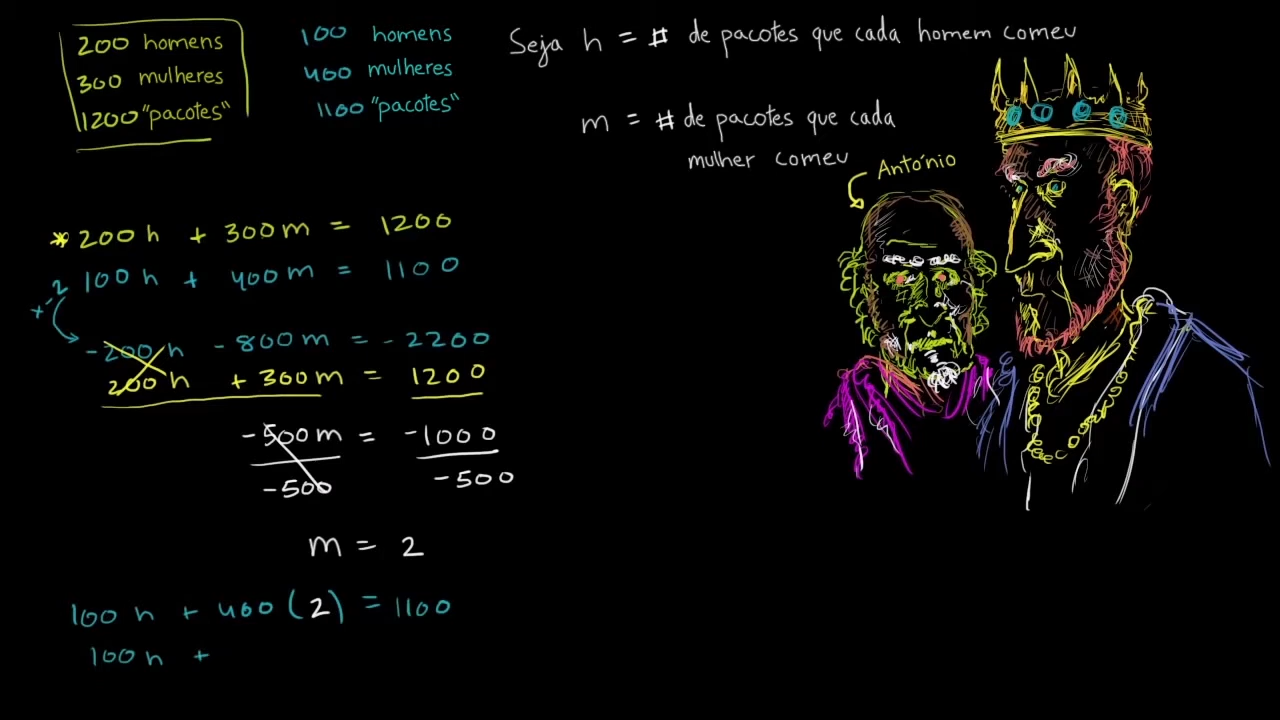 200 homens
300 mulheres
1200 "pacotes"
100 homens
400 mulheres
1100 "pacotes"
Seja h = # de pacotes que cada homem comeu
m = # de pacotes que cada
mulher comeu
António
* 200 h + 300 m = 1200
100 h + 400 m = 1100
x -2
-200 h - 800 m = -2200
200 h + 300 m = 1200
-500 m = -1000
-500 -500
m = 2
100 h + 400 (2) = 1100
100 h +